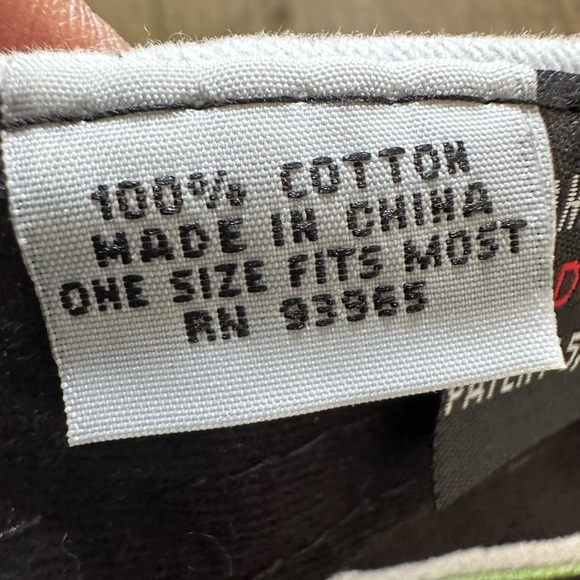 100% COTTON
MADE IN CHINA
ONE SIZE FITS MOST
RN 93965